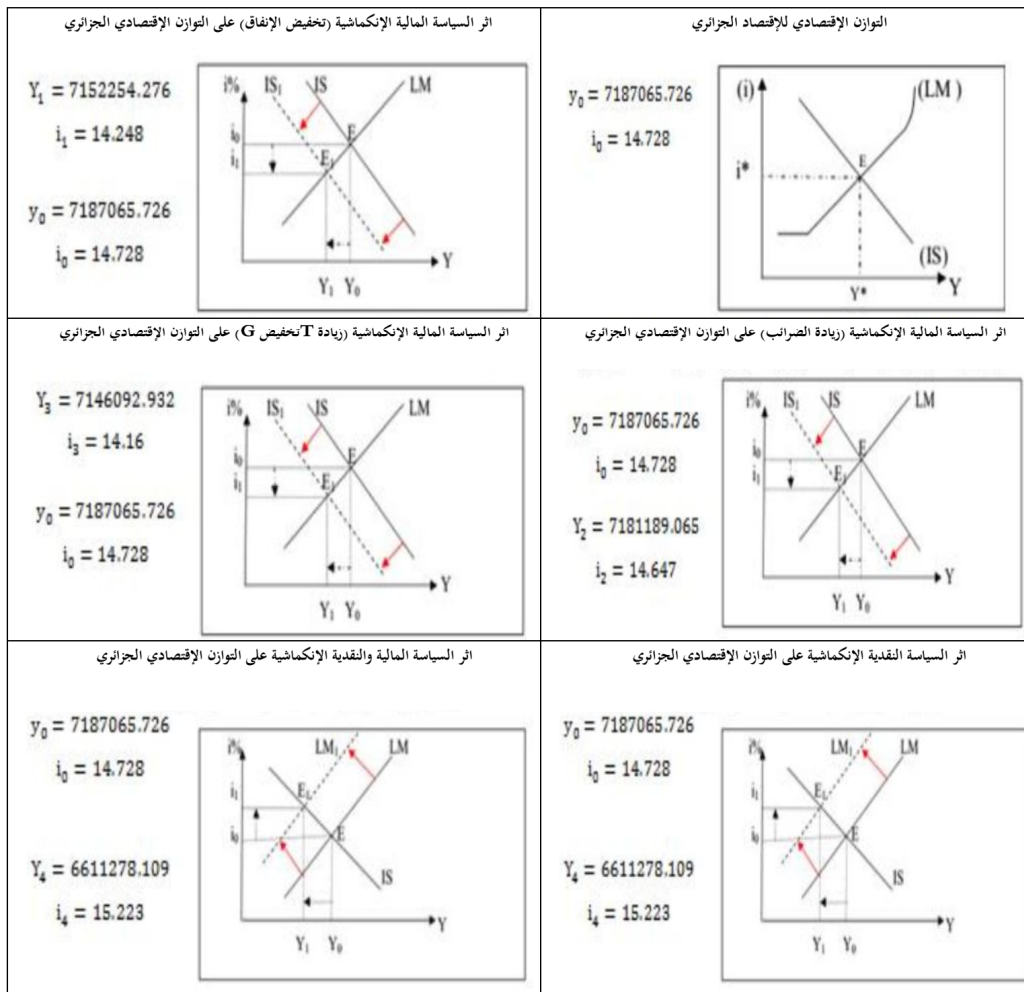 التوازن الإقتصادي للإقتصاد الجزائري
y₀ = 7187065.726
i₀ = 14.728
(i)
(LM )
E
i*
(IS)
Y*
Y
اثر السياسة المالية الإنكماشية (تخفيض الإنفاق) على التوازن الإقتصادي الجزائري
Y₁ = 7152254.276
i₁ = 14.248
y₀ = 7187065.726
i₀ = 14.728
i%
IS₁
IS
LM
i₀
E
i₁
E₁
Y
Y₁ Y₀
اثر السياسة المالية الإنكماشية (زيادة الضرائب) على التوازن الإقتصادي الجزائري
y₀ = 7187065.726
i₀ = 14.728
Y₂ = 7181189.065
i₂ = 14.647
i%
IS₁
IS
LM
i₀
E
i₁
E₁
Y
Y₁ Y₀
اثر السياسة المالية الإنكماشية (زيادة Tتخفيض G) على التوازن الإقتصادي الجزائري
Y₃ = 7146092.932
i₃ = 14.16
y₀ = 7187065.726
i₀ = 14.728
i%
IS₁
IS
LM
i₀
E
i₁
E₁
Y
Y₁ Y₀
اثر السياسة النقدية الإنكماشية على التوازن الإقتصادي الجزائري
y₀ = 7187065.726
i₀ = 14.728
Y₄ = 6611278.109
i₄ = 15.223
i%
LM₁
LM
i₁
E₁
i₀
E
IS
Y
Y₁ Y₀
اثر السياسة المالية والنقدية الإنكماشية على التوازن الإقتصادي الجزائري
y₀ = 7187065.726
i₀ = 14.728
Y₄ = 6611278.109
i₄ = 15.223
i%
LM₁
LM
i₁
E₁
i₀
E
IS
Y
Y₁ Y₀